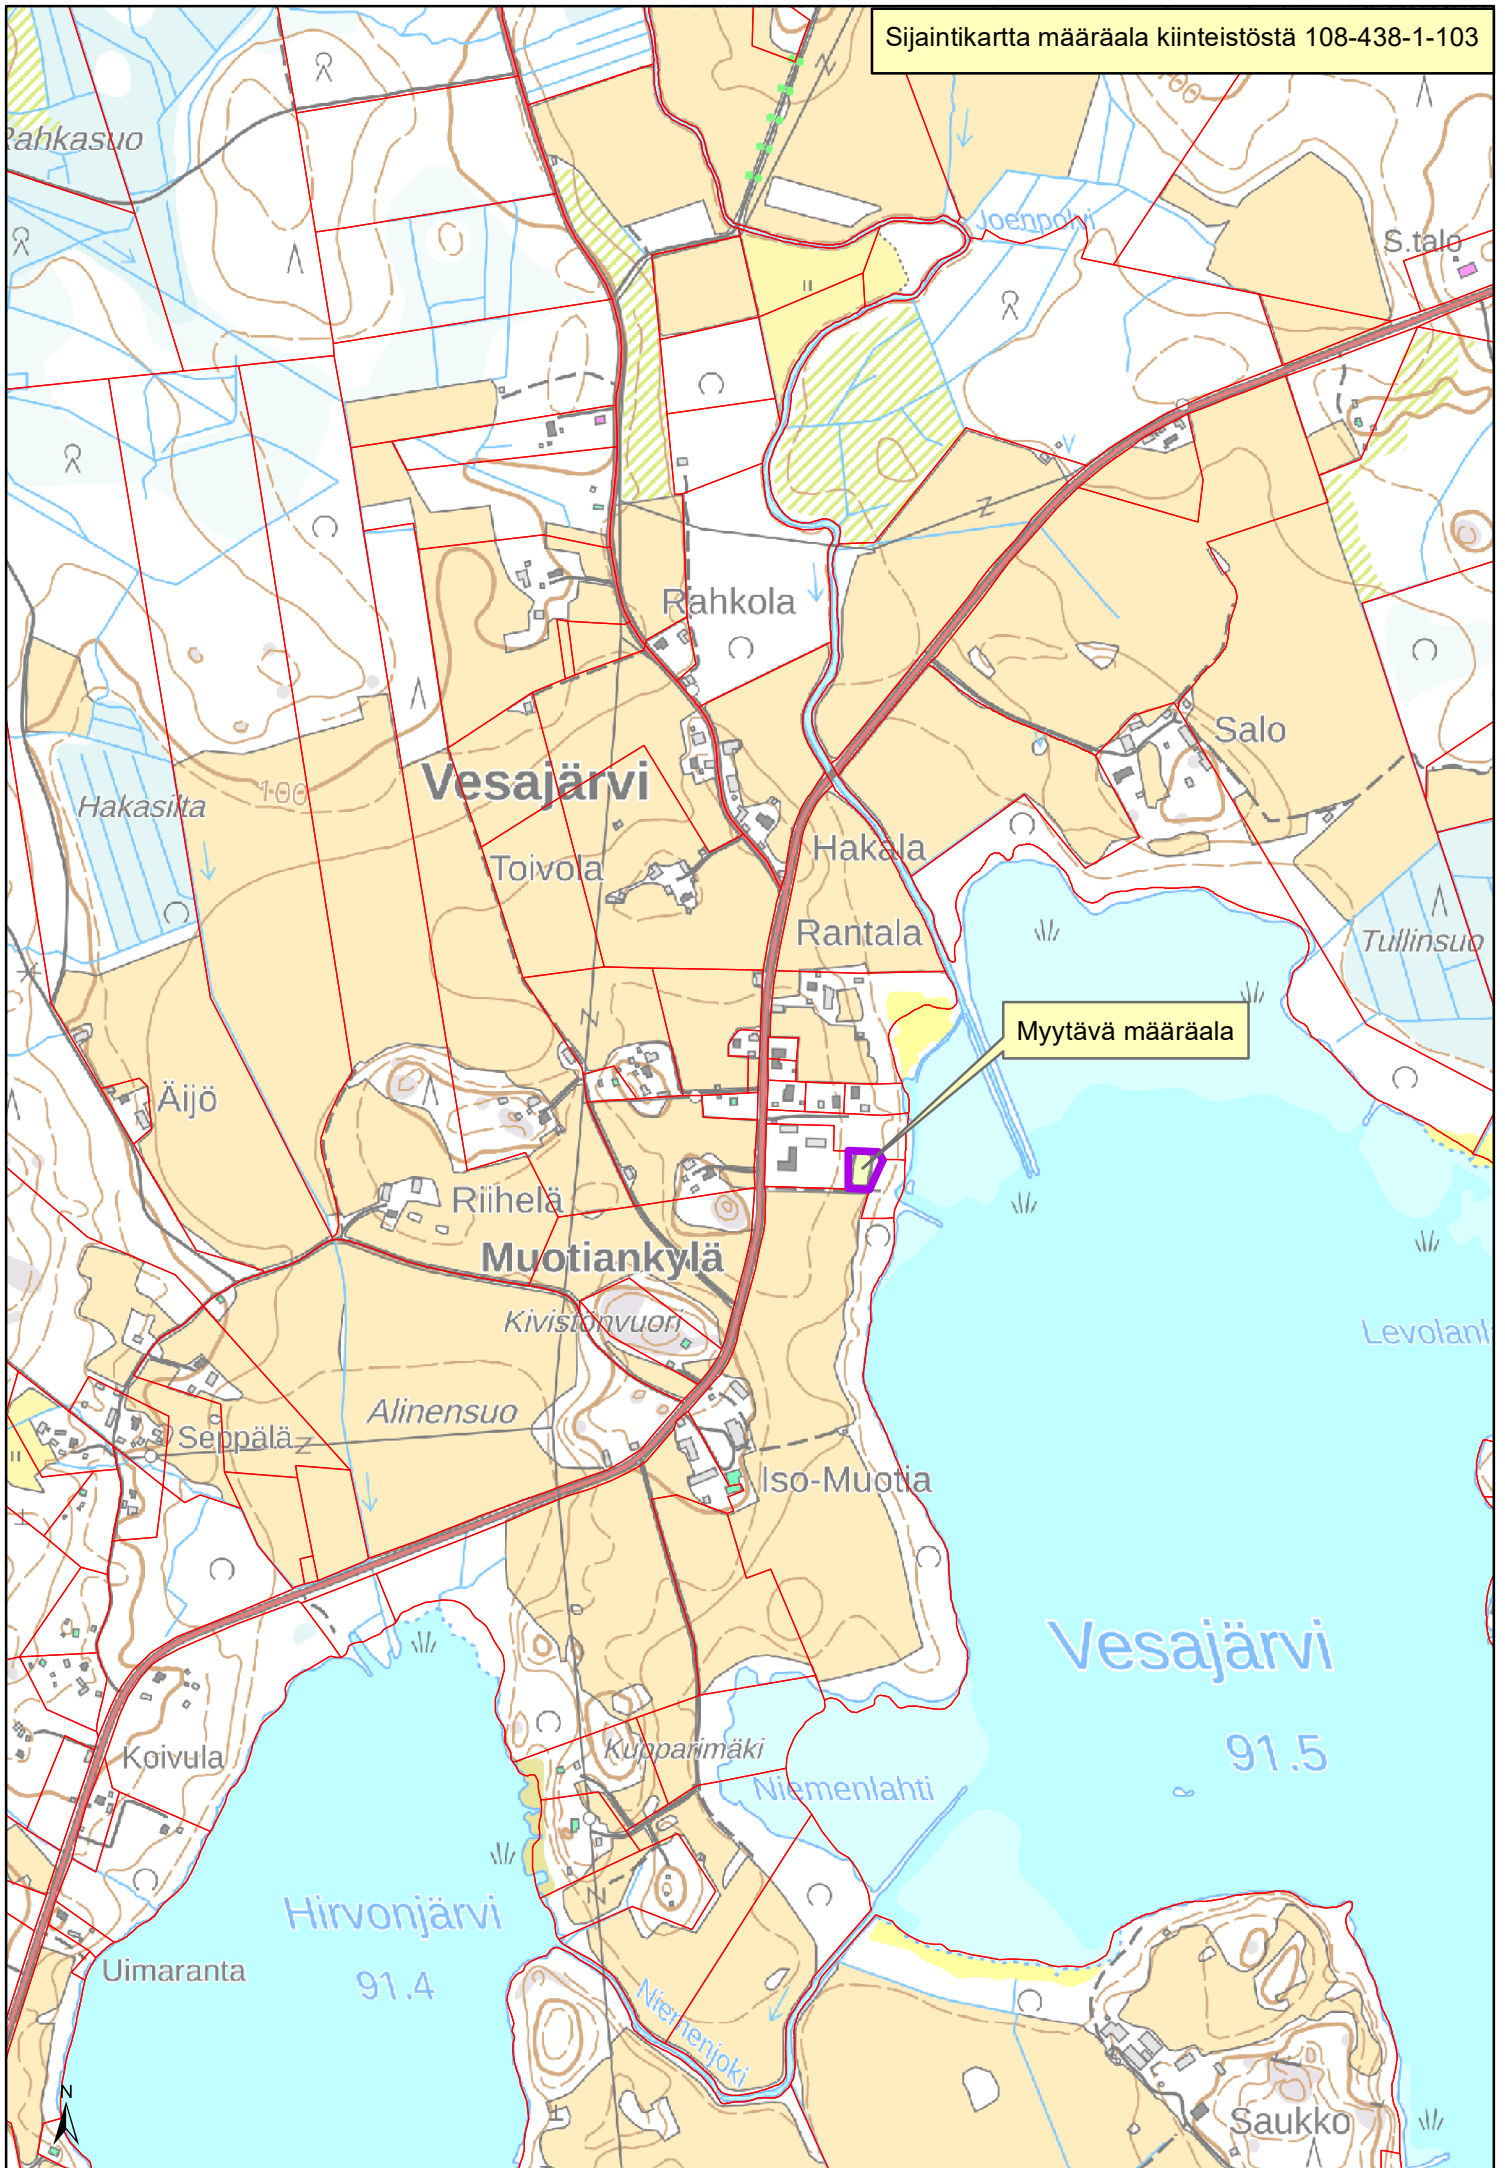 Sijaintikartta määräala kiinteistöstä 108-438-1-103
100
Rahkasuo
Joenpolvi
S.talo
Rahkola
Salo
Vesajärvi
100
Hakasilta
Hakala
Toivola
Rantala
Tullinsuo
Myytävä määräala
Äijö
Riihelä
Muotiankylä
Kivistönvuori
Levolanl
Alinensuo
Seppälä
Iso-Muotia
Vesajärvi
91.5
Kupparimäki
Koivula
Niemenlahti
Hirvonjärvi
Uimaranta
91.4
Niemenjoki
N
Saukko